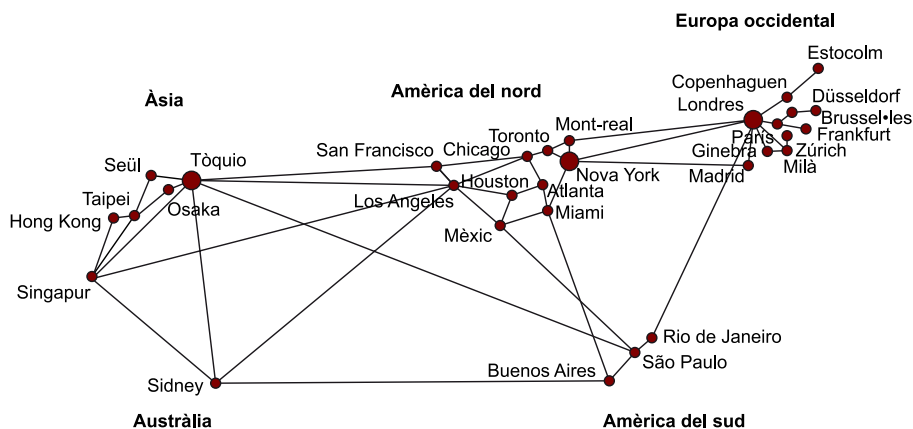 Europa occidental
Estocolm
Copenhaguen
Londres
Düsseldorf
Brussel•les
París
Frankfurt
Ginebra
Zúrich
Madrid
Milà
Àsia
Amèrica del nord
Mont-real
Toronto
San Francisco
Chicago
Nova York
Seül
Tòquio
Houston
Atlanta
Taipei
Osaka
Los Angeles
Miami
Hong Kong
Mèxic
Singapur
Rio de Janeiro
São Paulo
Buenos Aires
Sidney
Austràlia
Amèrica del sud